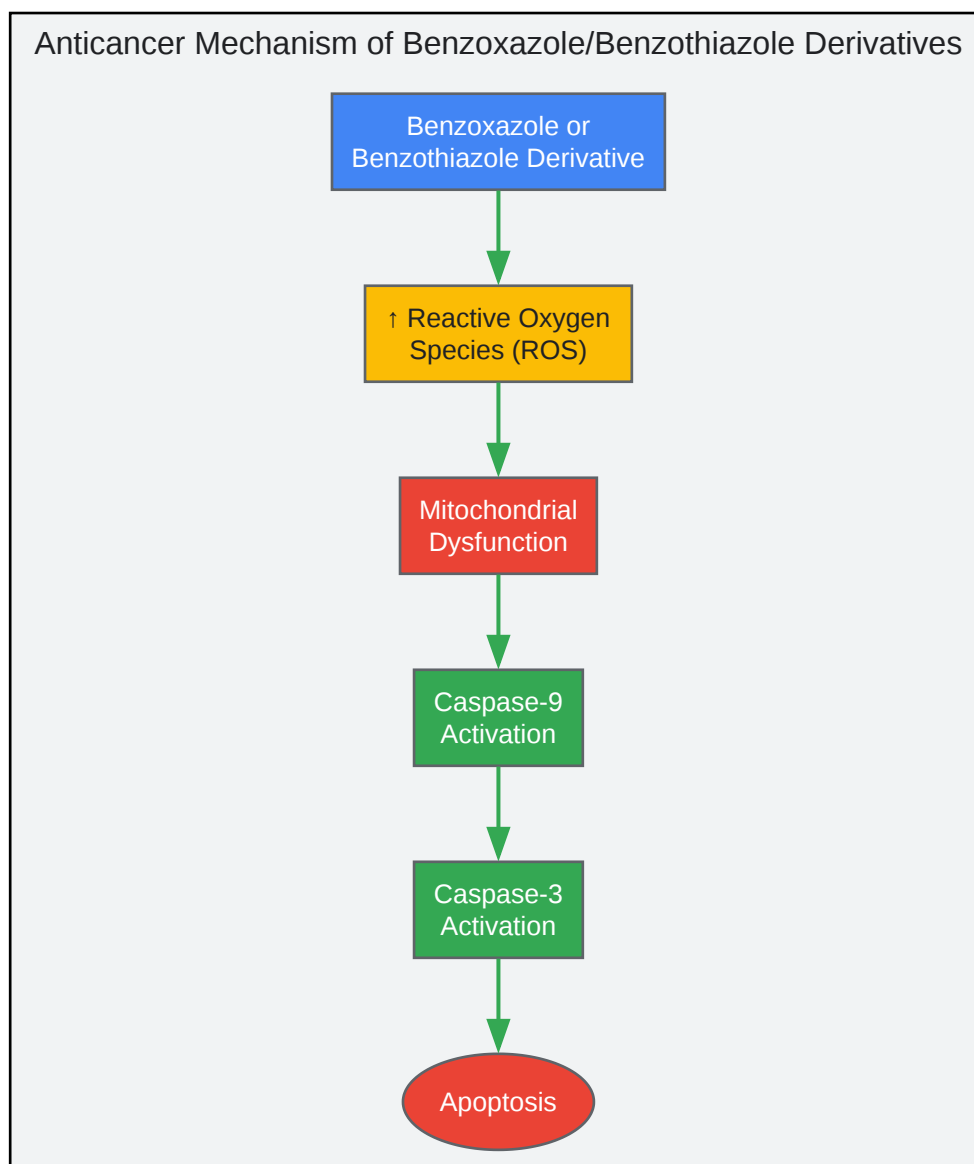 Anticancer Mechanism of Benzoxazole/Benzothiazole Derivatives
Benzoxazole or
Benzothiazole Derivative
↑ Reactive Oxygen
Species (ROS)
Mitochondrial
Dysfunction
Caspase-9
Activation
Caspase-3
Activation
Apoptosis